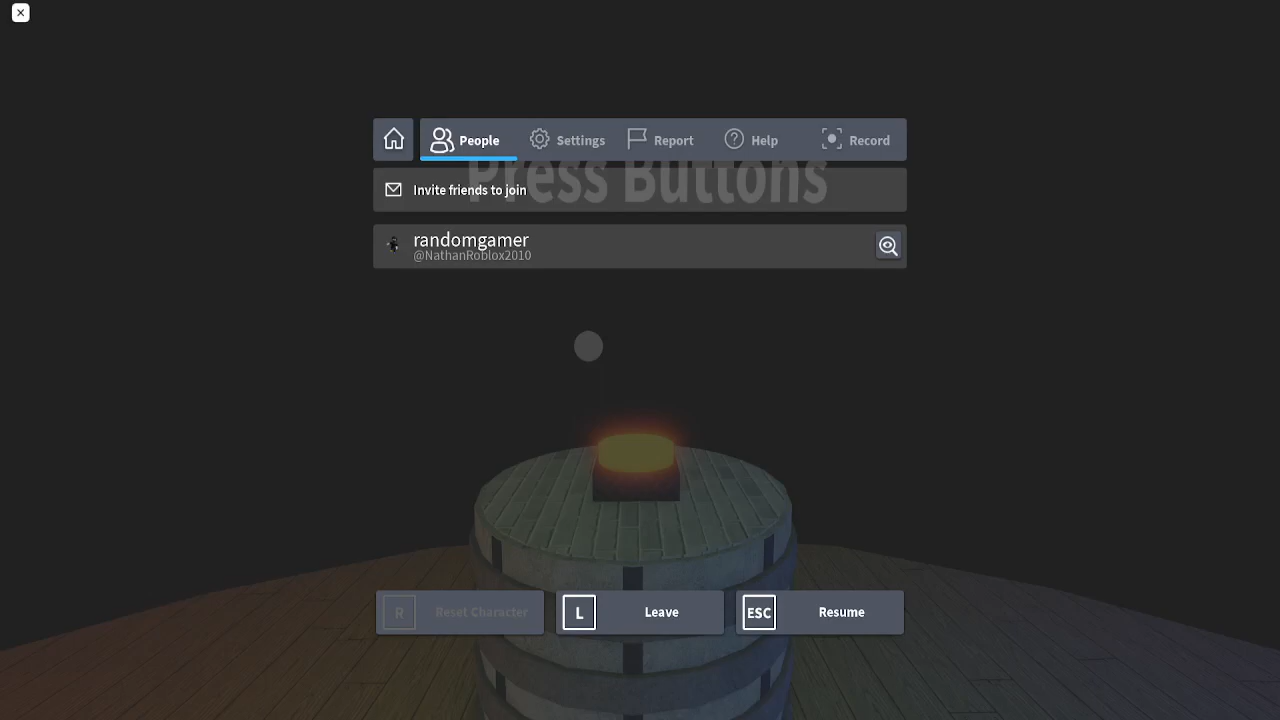 People
Settings
Report
Help
Record
Press Buttons
Invite friends to join
randomgamer
@NathanRoblox2010
R
Reset Character
L
Leave
ESC
Resume